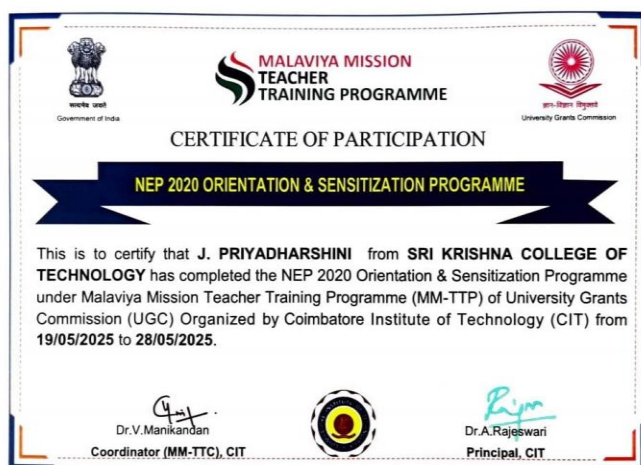 सत्यमेव जयते
Government of India
MALAVIYA MISSION
TEACHER
TRAINING PROGRAMME
ज्ञान-विज्ञान विमुक्तये
University Grants Commission
CERTIFICATE OF PARTICIPATION
NEP 2020 ORIENTATION & SENSITIZATION PROGRAMME
This is to certify that J. PRIYADHARSHINI from SRI KRISHNA COLLEGE OF
TECHNOLOGY has completed the NEP 2020 Orientation & Sensitization Programme
under Malaviya Mission Teacher Training Programme (MM-TTP) of University Grants
Commission (UGC) Organized by Coimbatore Institute of Technology (CIT) from
19/05/2025 to 28/05/2025.
Dr.V.Manikandan
Coordinator (MM-TTC), CIT
Dr.A.Rajeswari
Principal, CIT